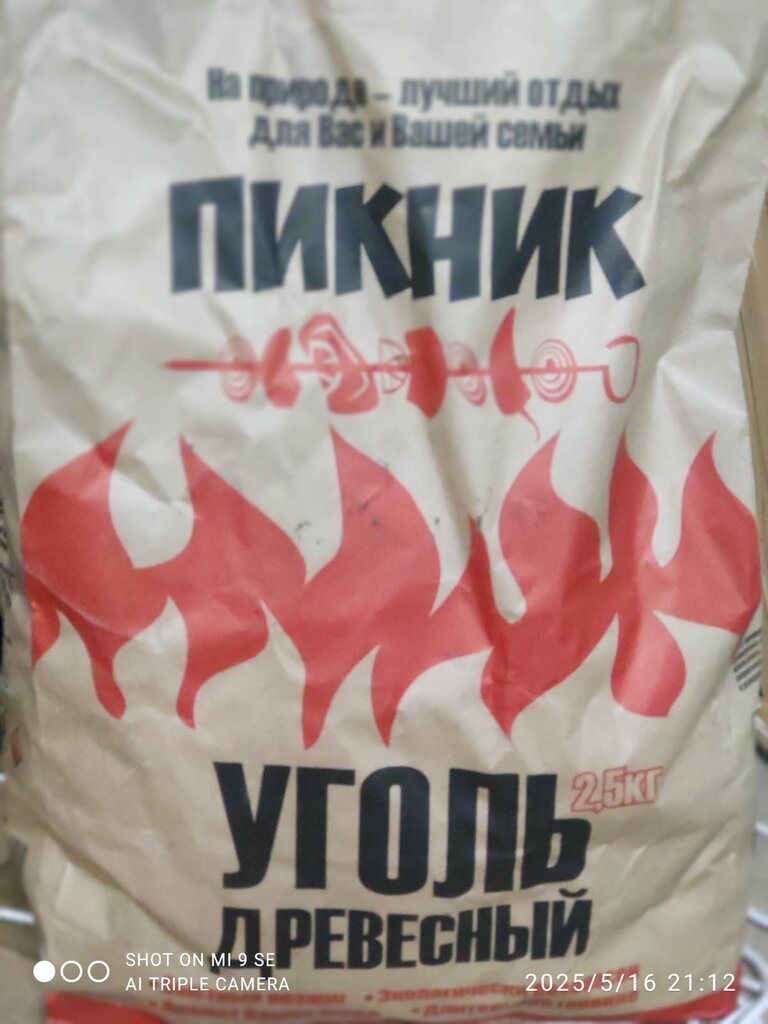 На природе – лучший отдых
для Вас и Вашей семьи
ПИКНИК
УГОЛЬ
2,5КГ
ДРЕВЕСНЫЙ
SHOT ON MI 9 SE
AI TRIPLE CAMERA
2025/5/16 21:12